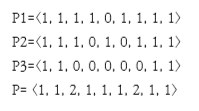 P1=⟨1, 1, 1, 1, 0, 1, 1, 1, 1⟩
P2=⟨1, 1, 1, 0, 1, 0, 1, 1, 1⟩
P3=⟨1, 1, 0, 0, 0, 0, 0, 1, 1⟩
P= ⟨1, 1, 2, 1, 1, 1, 2, 1, 1⟩